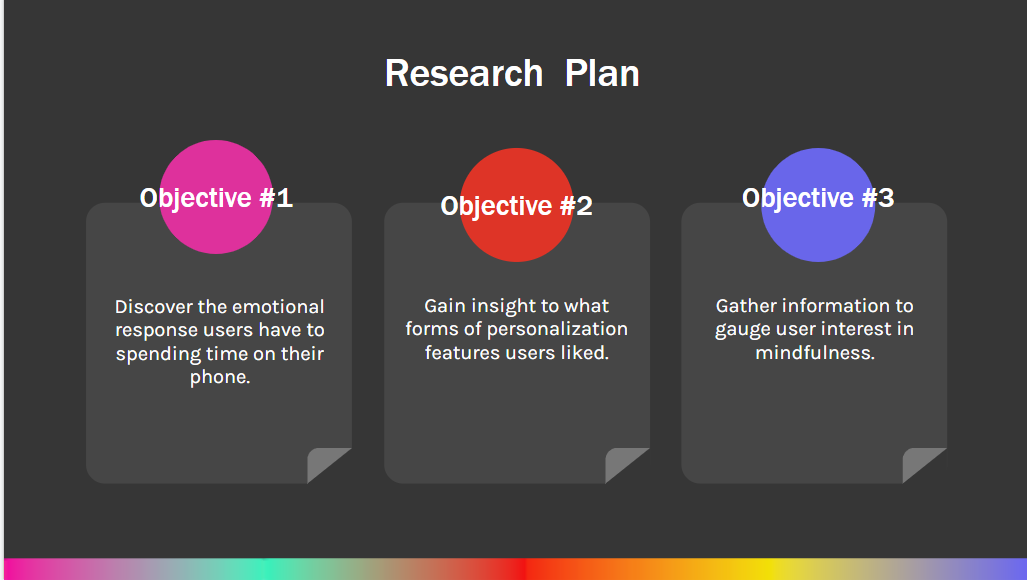 Research Plan
Objective #1
Discover the emotional
response users have to
spending time on their
phone.
Objective #2
Gain insight to what
forms of personalization
features users liked.
Objective #3
Gather information to
gauge user interest in
mindfulness.